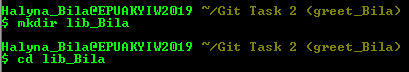 Halyna_Bila@EPUAKYIW2019 ~/Git Task 2 (greet_Bila)
$ mkdir lib_Bila
Halyna_Bila@EPUAKYIW2019 ~/Git Task 2 (greet_Bila)
$ cd lib_Bila